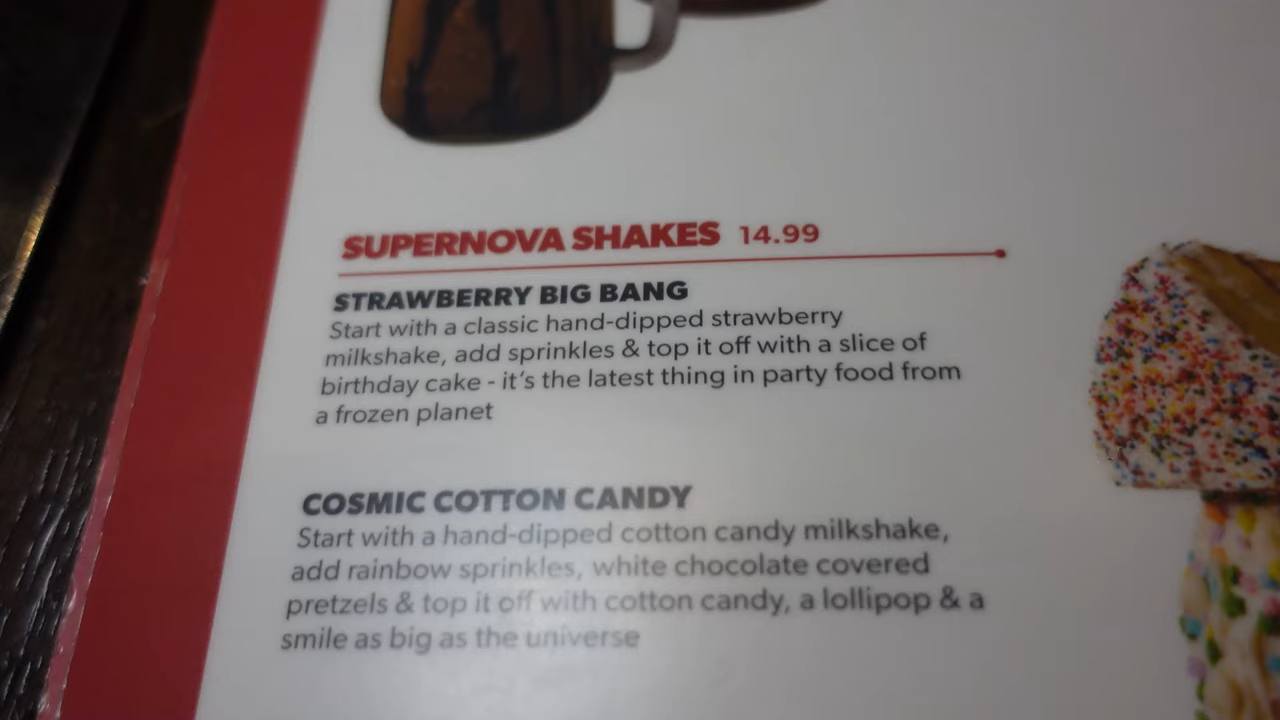 SUPERNOVA SHAKES 14.99
STRAWBERRY BIG BANG
Start with a classic hand-dipped strawberry
milkshake, add sprinkles & top it off with a slice of
birthday cake - it's the latest thing in party food from
a frozen planet
COSMIC COTTON CANDY
Start with a hand-dipped cotton candy milkshake,
add rainbow sprinkles, white chocolate covered
pretzels & top it off with cotton candy, a lollipop & a
smile as big as the universe